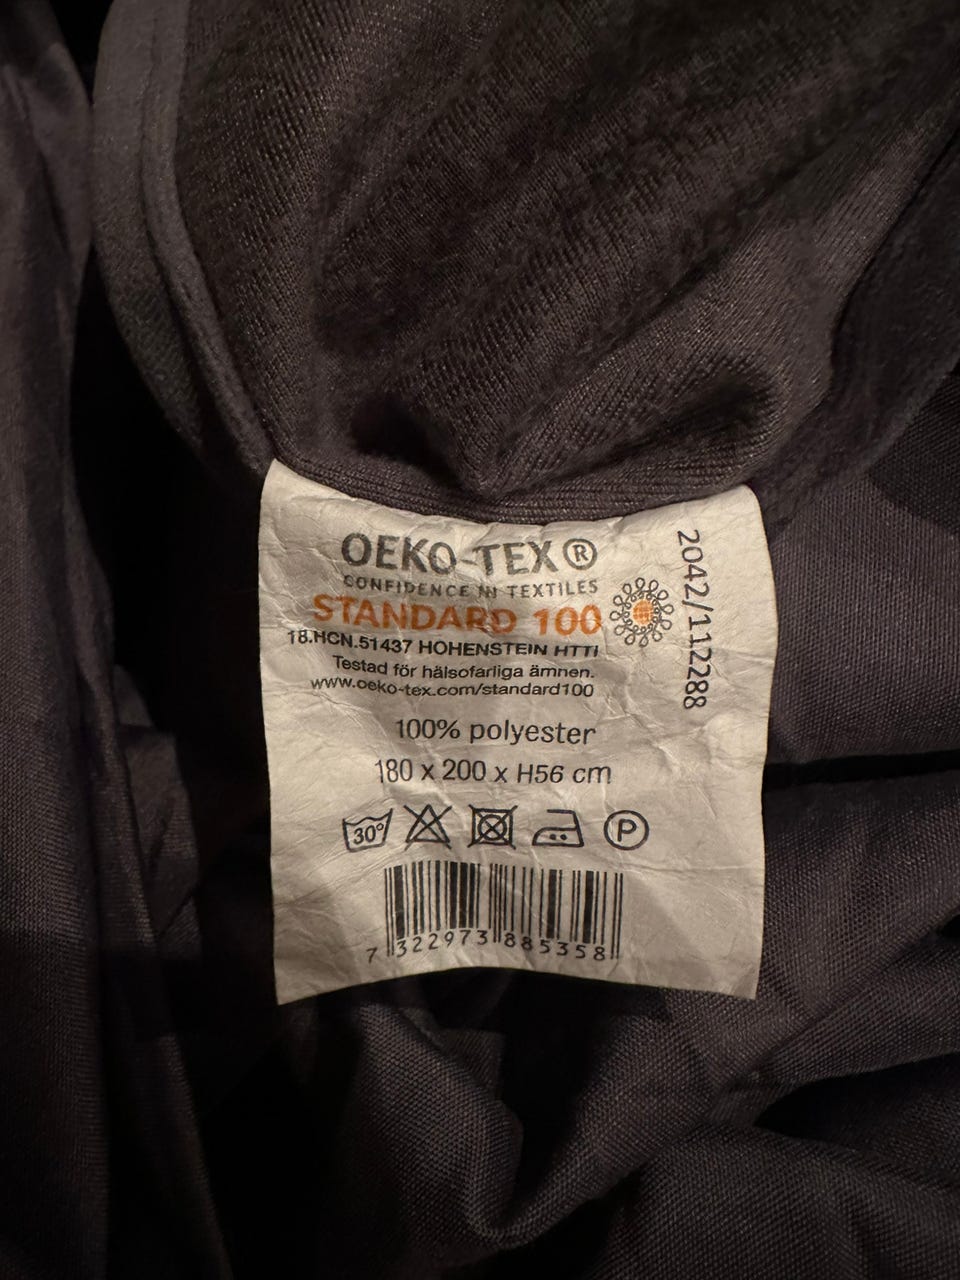 OEKO-TEX®
CONFIDENCE IN TEXTILES
STANDARD 100
18.HCN.51437 HOHENSTEIN HTTI
Testad för hälsofarliga ämnen.
www.oeko-tex.com/standard100
100% polyester
180 x 200 x H56 cm
30° P
7 322973 885358
2042/112288